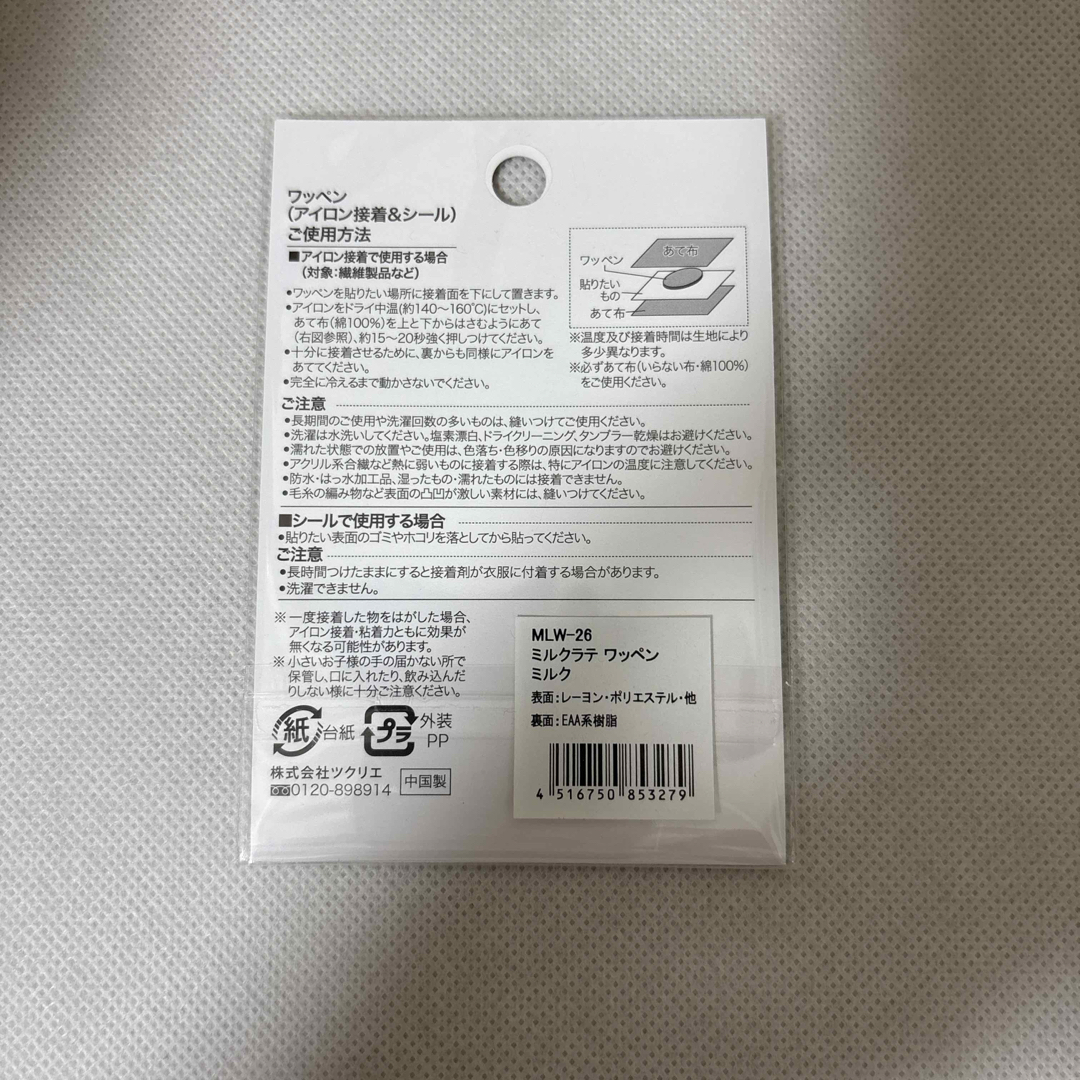 ワッペン
(アイロン接着&シール)
ご使用方法
■アイロン接着で使用する場合
(対象:繊維製品など)
•ワッペンを貼りたい場所に接着面を下にして置きます。
•アイロンをドライ中温(約140〜160℃)にセットし、
あて布(綿100%)を上と下からはさむようにあて
(右図参照)、約15〜20秒強く押しつけてください。
•十分に接着させるために、裏からも同様にアイロンを
あててください。
•完全に冷えるまで動かさないでください。
あて布
ワッペン
貼りたい
もの
あて布
※温度及び接着時間は生地により
多少異なります。
※必ずあて布(いらない布・綿100%)
をご使用ください。
ご注意
•長期間のご使用や洗濯回数の多いものは、縫いつけてご使用ください。
•洗濯は水洗いしてください。塩素漂白、ドライクリーニング、タンブラー乾燥はお避けください。
•濡れた状態での放置やご使用は、色落ち・色移りの原因になりますのでお避けください。
•アクリル系合繊など熱に弱いものに接着する際は、特にアイロンの温度に注意してください。
•防水・はっ水加工品、湿ったもの・濡れたものには接着できません。
•毛糸の編み物など表面の凸凹が激しい素材には、縫いつけてください。
■シールで使用する場合
•貼りたい表面のゴミやホコリを落としてから貼ってください。
ご注意
•長時間つけたままにすると接着剤が衣服に付着する場合があります。
•洗濯できません。
※一度接着した物をはがした場合、
アイロン接着・粘着力ともに効果が
無くなる可能性があります。
※小さいお子様の手の届かない所で
保管し、口に入れたり、飲み込んだ
りしない様に十分ご注意ください。
紙 台紙 プラ 外装
PP
株式会社ツクリエ
0120-898914 中国製
MLW-26
ミルクラテ ワッペン
ミルク
表面:レーヨン・ポリエステル・他
裏面:EAA系樹脂
4 516750 853279